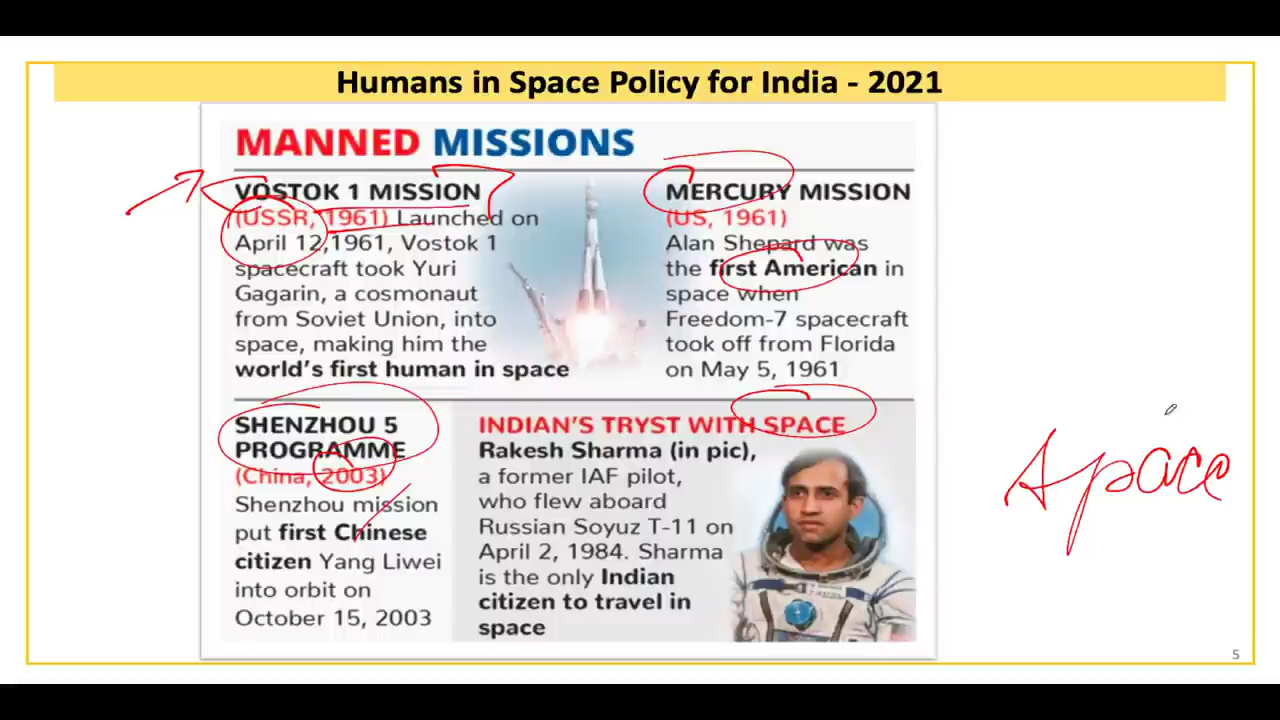 Humans in Space Policy for India - 2021
MANNED MISSIONS
VOSTOK 1 MISSION
(USSR, 1961) Launched on
April 12,1961, Vostok 1
spacecraft took Yuri
Gagarin, a cosmonaut
from Soviet Union, into
space, making him the
world's first human in space
MERCURY MISSION
(US, 1961)
Alan Shepard was
the first American in
space when
Freedom-7 spacecraft
took off from Florida
on May 5, 1961
SHENZHOU 5
PROGRAMME
(China, 2003)
Shenzhou mission
put first Chinese
citizen Yang Liwei
into orbit on
October 15, 2003
INDIAN'S TRYST WITH SPACE
Rakesh Sharma (in pic),
a former IAF pilot,
who flew aboard
Russian Soyuz T-11 on
April 2, 1984. Sharma
is the only Indian
citizen to travel in
space
space
5